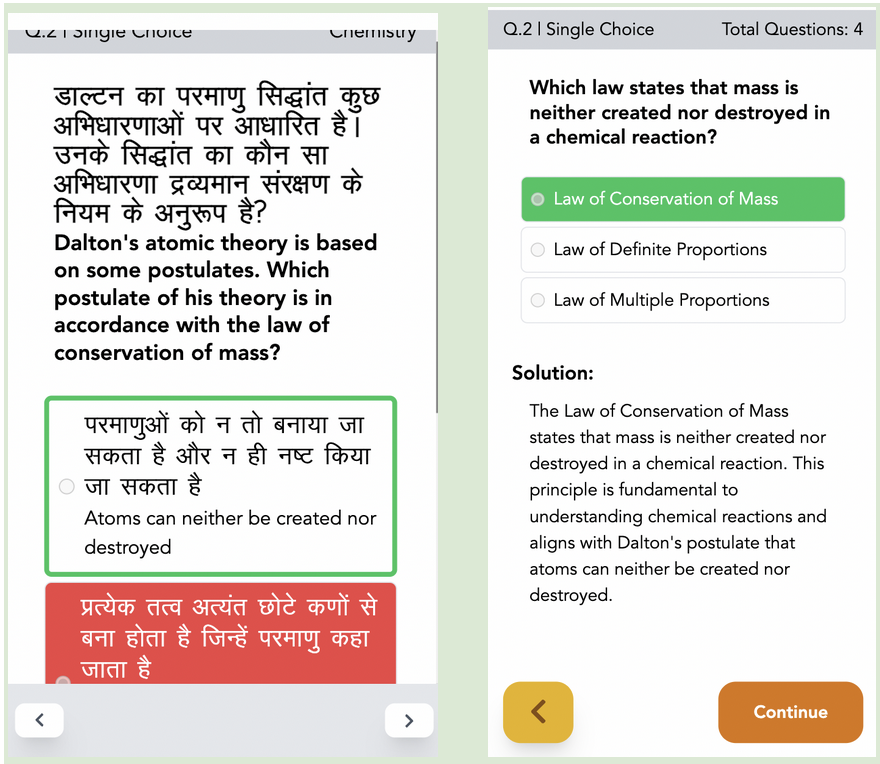 Q.2 | Single Choice Chemistry
डाल्टन का परमाणु सिद्धांत कुछ
अभिधारणाओं पर आधारित है।
उनके सिद्धांत का कौन सा
अभिधारणा द्रव्यमान संरक्षण के
नियम के अनुरूप है?
Dalton's atomic theory is based
on some postulates. Which
postulate of his theory is in
accordance with the law of
conservation of mass?
परमाणुओं को न तो बनाया जा
सकता है और न ही नष्ट किया
जा सकता है
Atoms can neither be created nor
destroyed
प्रत्येक तत्व अत्यंत छोटे कणों से
बना होता है जिन्हें परमाणु कहा
जाता है
Q.2 | Single Choice Total Questions: 4
Which law states that mass is
neither created nor destroyed in
a chemical reaction?
Law of Conservation of Mass
Law of Definite Proportions
Law of Multiple Proportions
Solution:
The Law of Conservation of Mass
states that mass is neither created nor
destroyed in a chemical reaction. This
principle is fundamental to
understanding chemical reactions and
aligns with Dalton's postulate that
atoms can neither be created nor
destroyed.
Continue